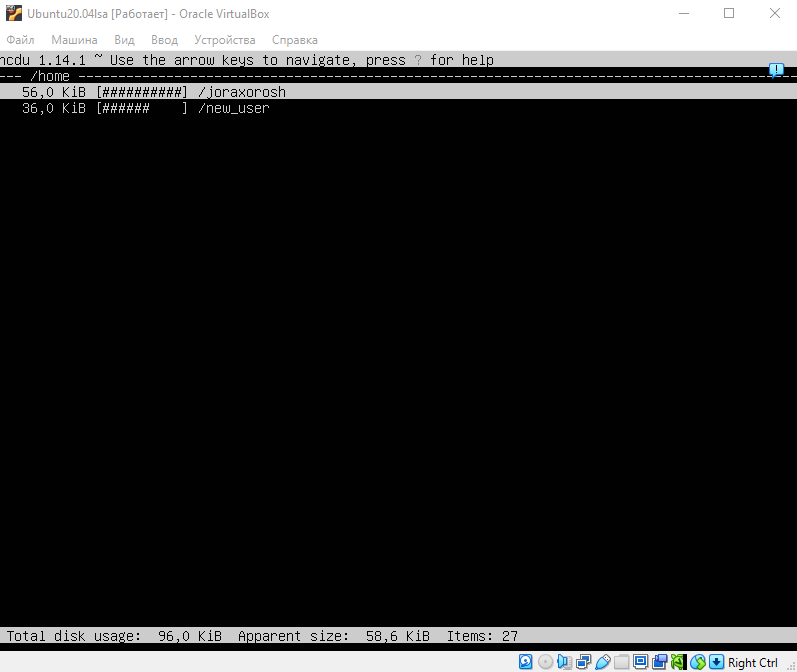 Ubuntu20.04lsa [Работает] - Oracle VirtualBox
Файл Машина Вид Ввод Устройства Справка
ncdu 1.14.1 ~ Use the arrow keys to navigate, press ? for help
--- /home ---
56,0 KiB [##########] /joraxorosh
36,0 KiB [######    ] /new_user
Total disk usage:  96,0 KiB  Apparent size:  58,6 KiB  Items: 27
Right Ctrl